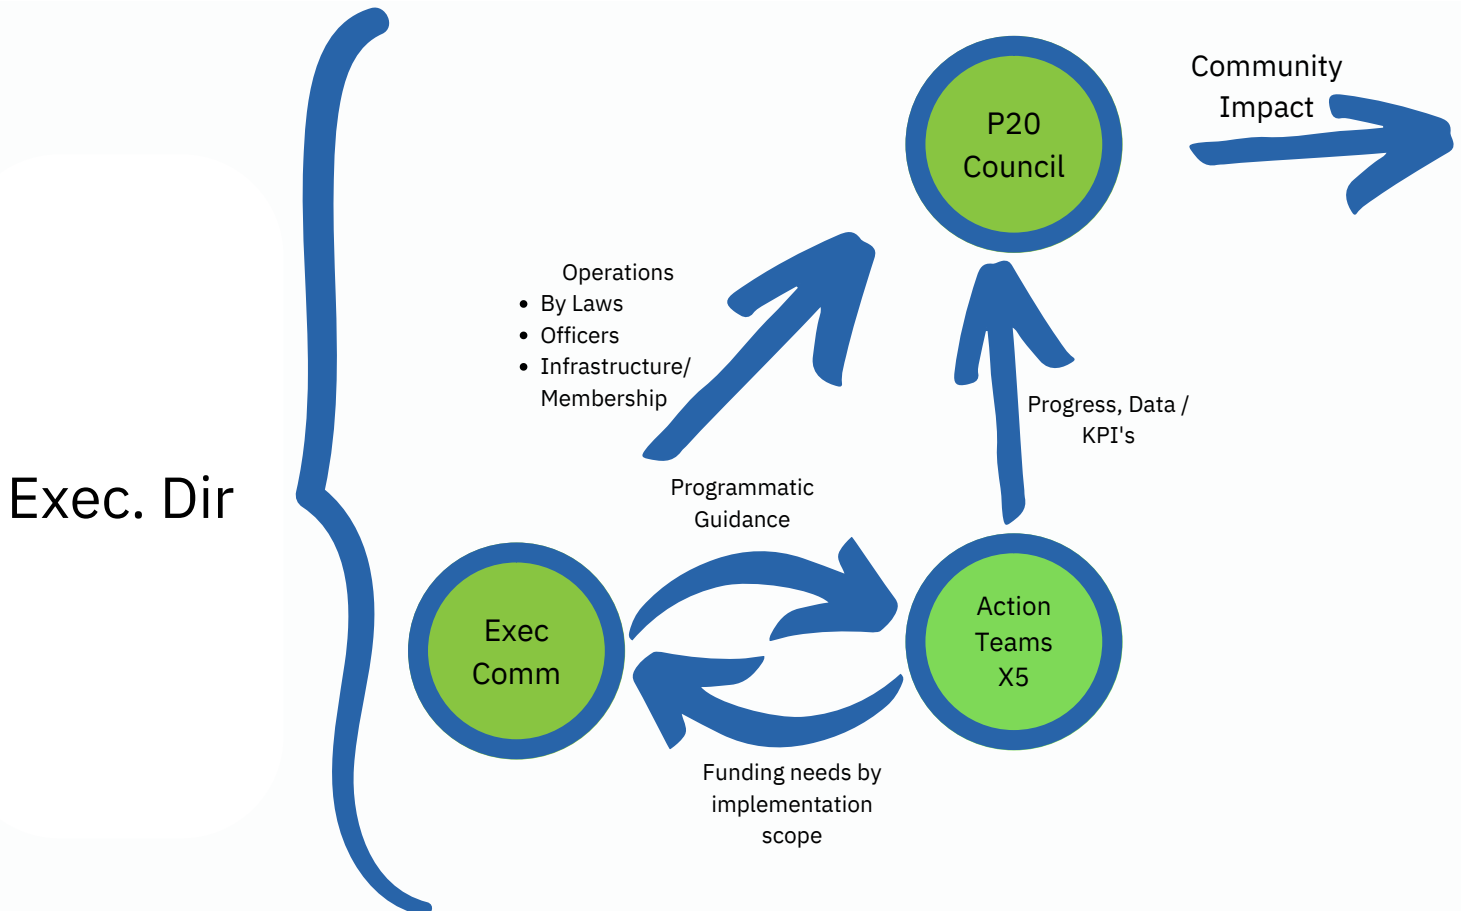 Community
Impact
P20
Council
Operations
• By Laws
• Officers
• Infrastructure/
Membership
Progress, Data /
KPI's
Exec. Dir
Programmatic
Guidance
Exec
Comm
Action
Teams
X5
Funding needs by
implementation
scope